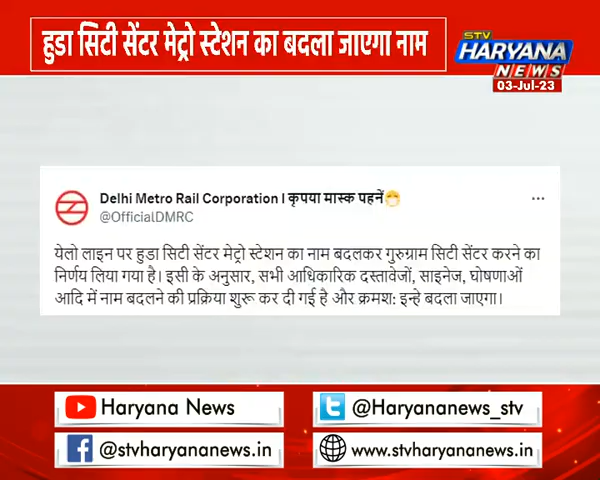 हुडा सिटी सेंटर मेट्रो स्टेशन का बदला जाएगा नाम
STV
HARYANA
NEWS
03-Jul-23
Delhi Metro Rail Corporation I कृपया मास्क पहनें😷
@OfficialDMRC
येलो लाइन पर हुडा सिटी सेंटर मेट्रो स्टेशन का नाम बदलकर गुरुग्राम सिटी सेंटर करने का
निर्णय लिया गया है। इसी के अनुसार, सभी आधिकारिक दस्तावेजों, साइनेज, घोषणाओं
आदि में नाम बदलने की प्रक्रिया शुरू कर दी गई है और क्रमश: इन्हे बदला जाएगा।
Haryana News
@Haryananews_stv
@stvharyananews.in
www.stvharyananews.in